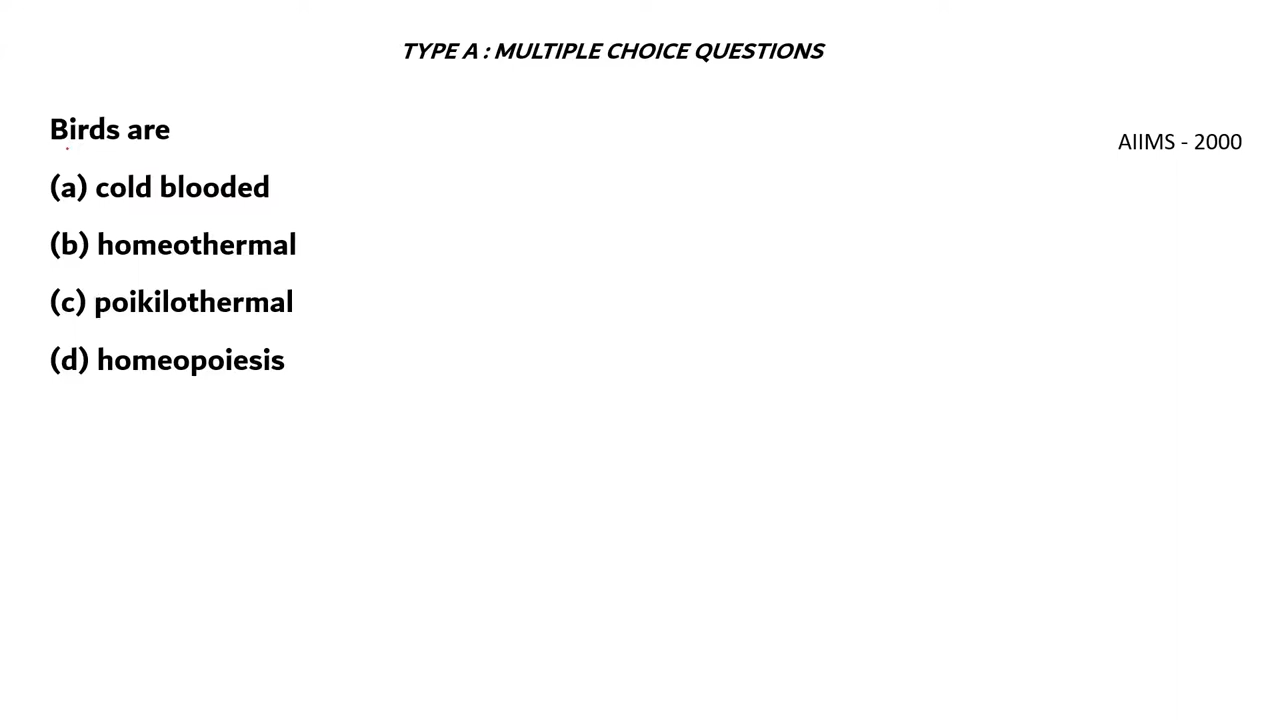 TYPE A : MULTIPLE CHOICE QUESTIONS
Birds are
AIIMS - 2000
(a) cold blooded
(b) homeothermal
(c) poikilothermal
(d) homeopoiesis